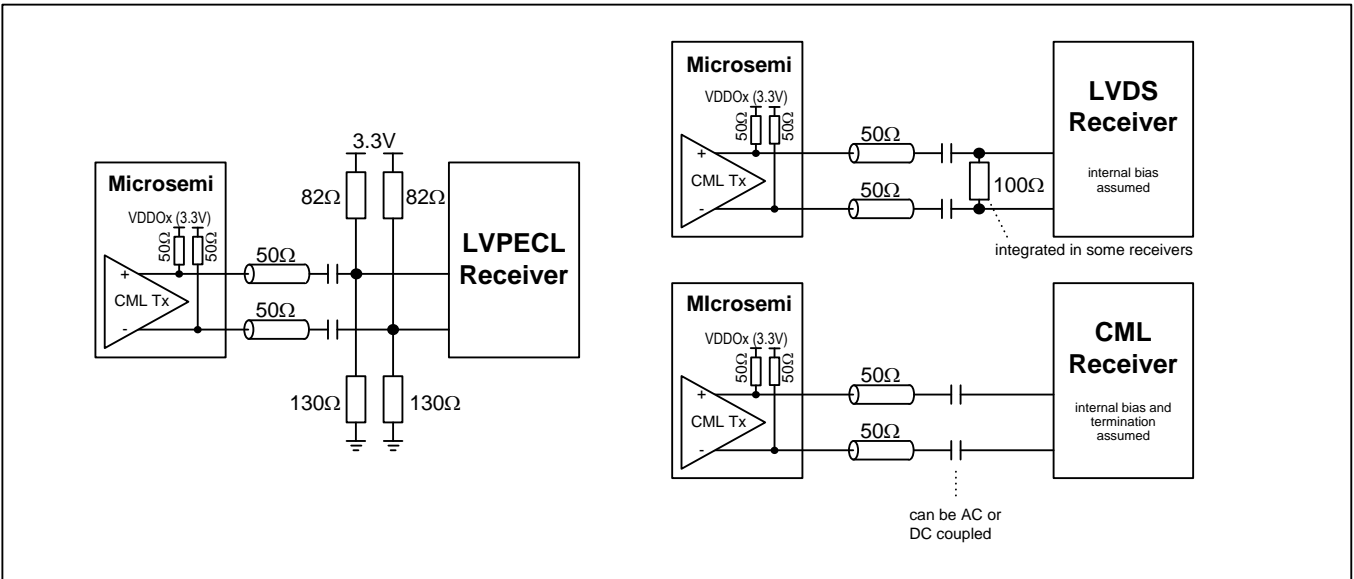 3.3V
82Ω
82Ω
Microsemi
VDDOx (3.3V)
50Ω
50Ω
+
CML Tx
-
50Ω
50Ω
LVPECL
Receiver
130Ω
130Ω
Microsemi
VDDOx (3.3V)
50Ω
50Ω
+
CML Tx
-
50Ω
50Ω
100Ω
LVDS
Receiver
internal bias
assumed
integrated in some receivers
MIcrosemi
VDDOx (3.3V)
50Ω
50Ω
+
CML Tx
-
50Ω
50Ω
CML
Receiver
internal bias and
termination
assumed
can be AC or
DC coupled